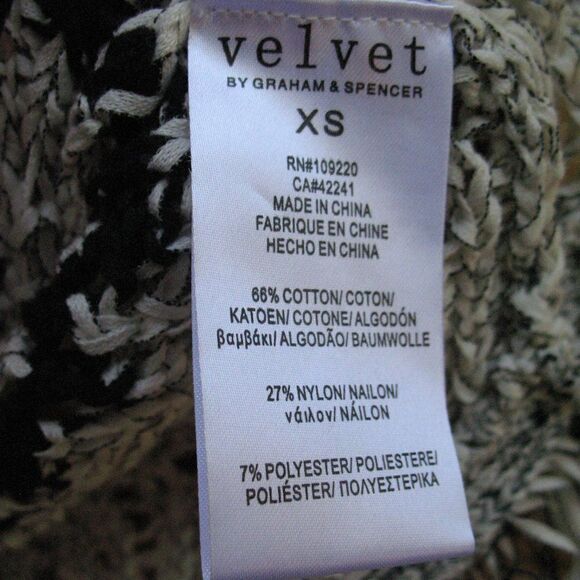 velvet
BY GRAHAM & SPENCER
XS
RN#109220
CA#42241
MADE IN CHINA
FABRIQUE EN CHINE
HECHO EN CHINA
66% COTTON/ COTON/
KATOEN/ COTONE/ ALGODÓN
βαμβάκι/ ALGODÃO/ BAUMWOLLE
27% NYLON/ NAILON/
νάιλον/ NÁILON
7% POLYESTER/ POLIESTERE/
POLIÉSTER/ ΠΟΛΥΕΣΤΕΡΙΚΑ